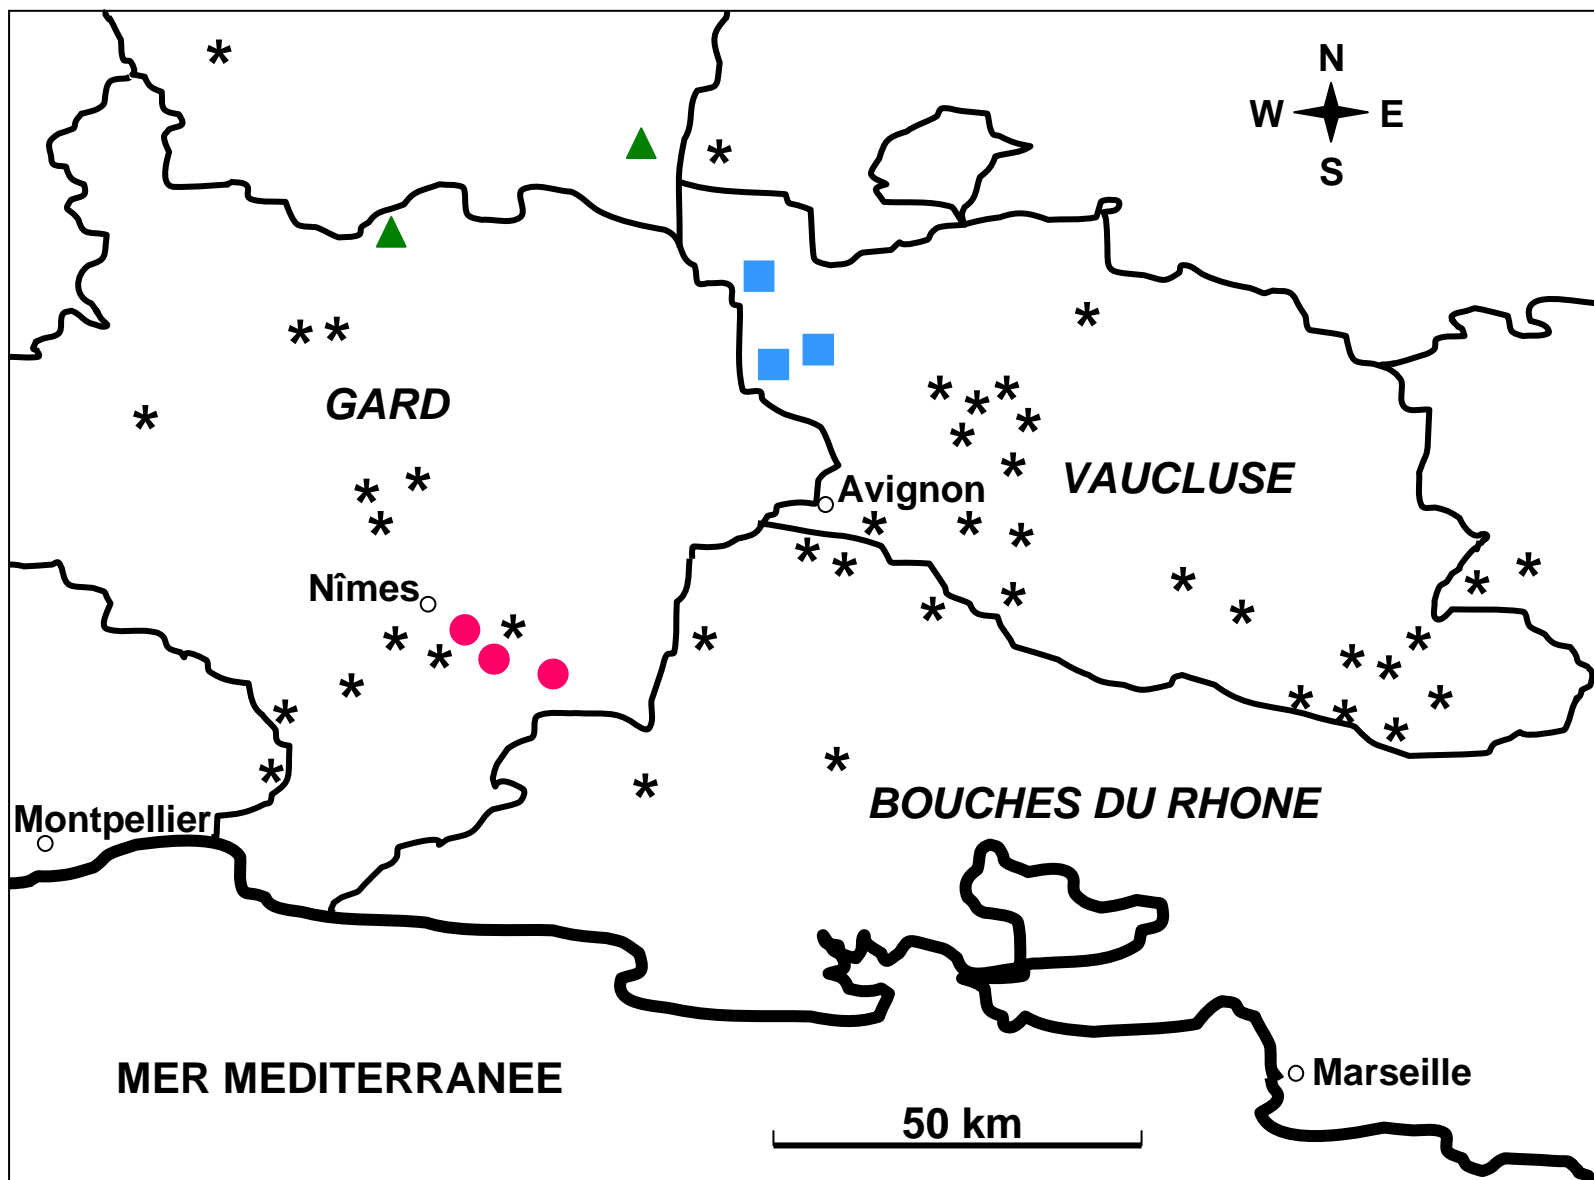 N
W E
S
GARD
VAUCLUSE
Avignon
Nîmes
BOUCHES DU RHONE
Montpellier
MER MEDITERRANEE
Marseille
50 km